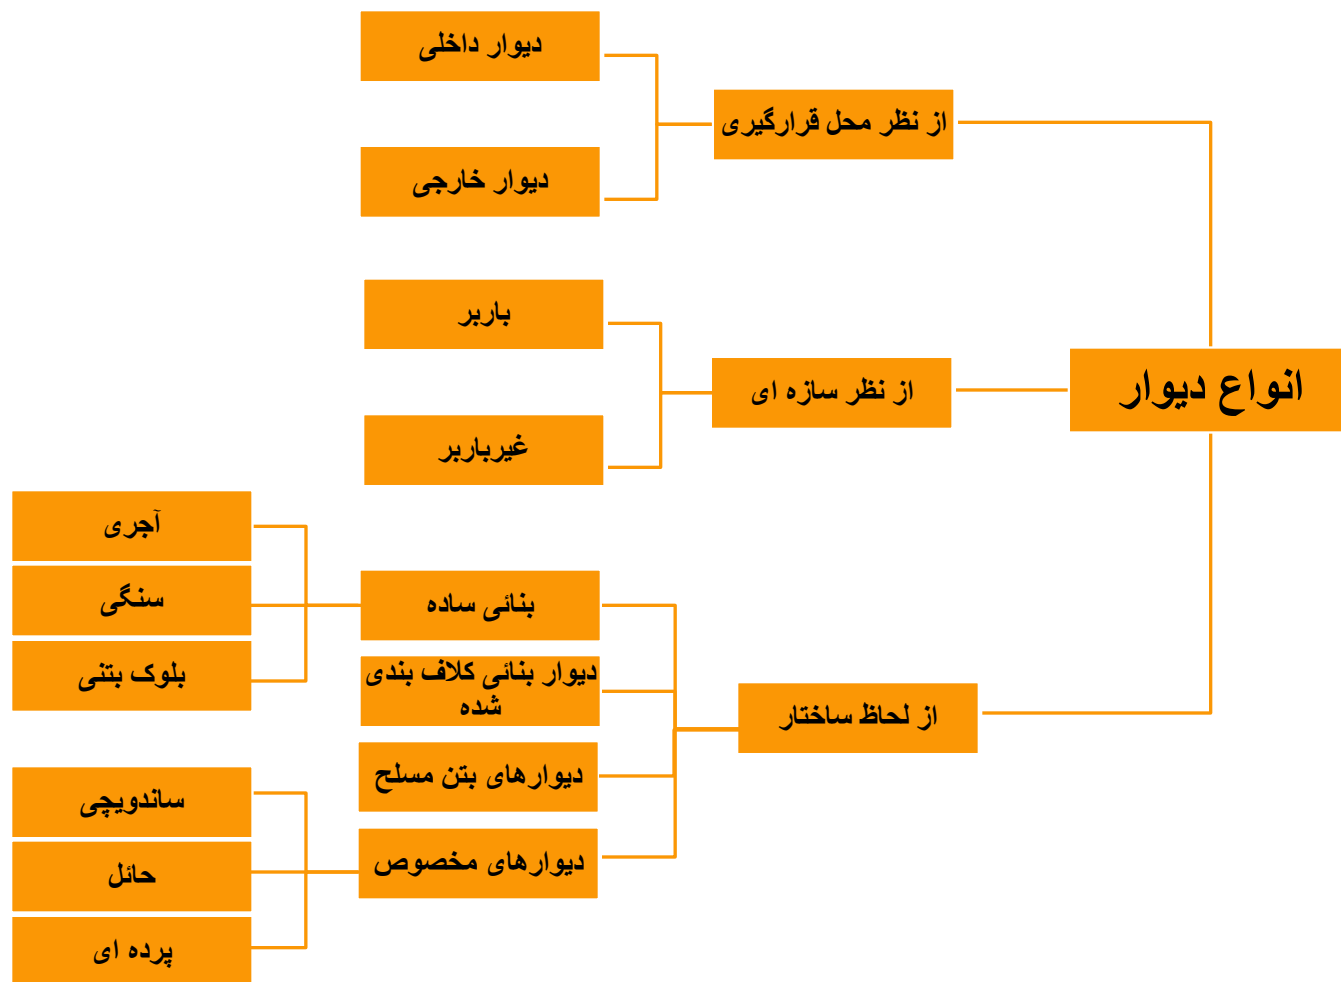 انواع دیوار
از نظر محل قرارگیری
دیوار داخلی
دیوار خارجی
از نظر سازه ای
باربر
غیرباربر
از لحاظ ساختار
بنائی ساده
آجری
سنگی
بلوک بتنی
دیوار بنائی کلاف بندی
شده
دیوارهای بتن مسلح
دیوارهای مخصوص
ساندویچی
حائل
پرده ای